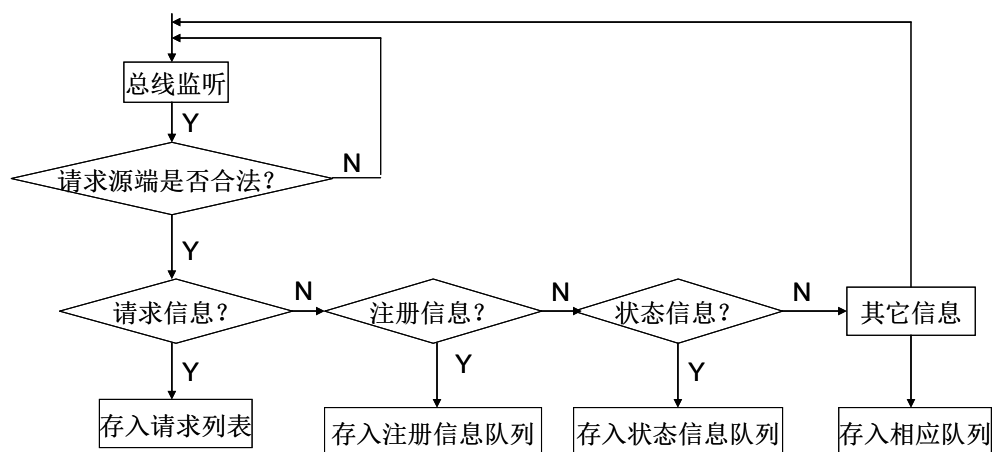 总线监听
Y
请求源端是否合法？
N
Y
请求信息？
N
注册信息？
N
状态信息？
N
其它信息
Y
Y
Y
存入请求列表
存入注册信息队列
存入状态信息队列
存入相应队列